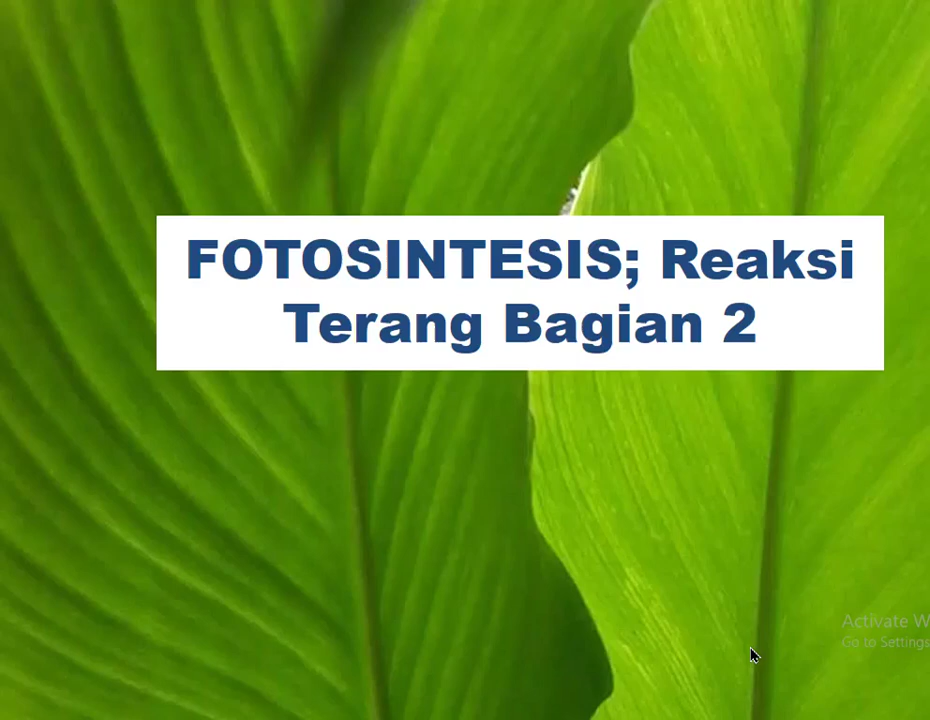 FOTOSINTESIS; Reaksi
Terang Bagian 2
Activate W
Go to Settings